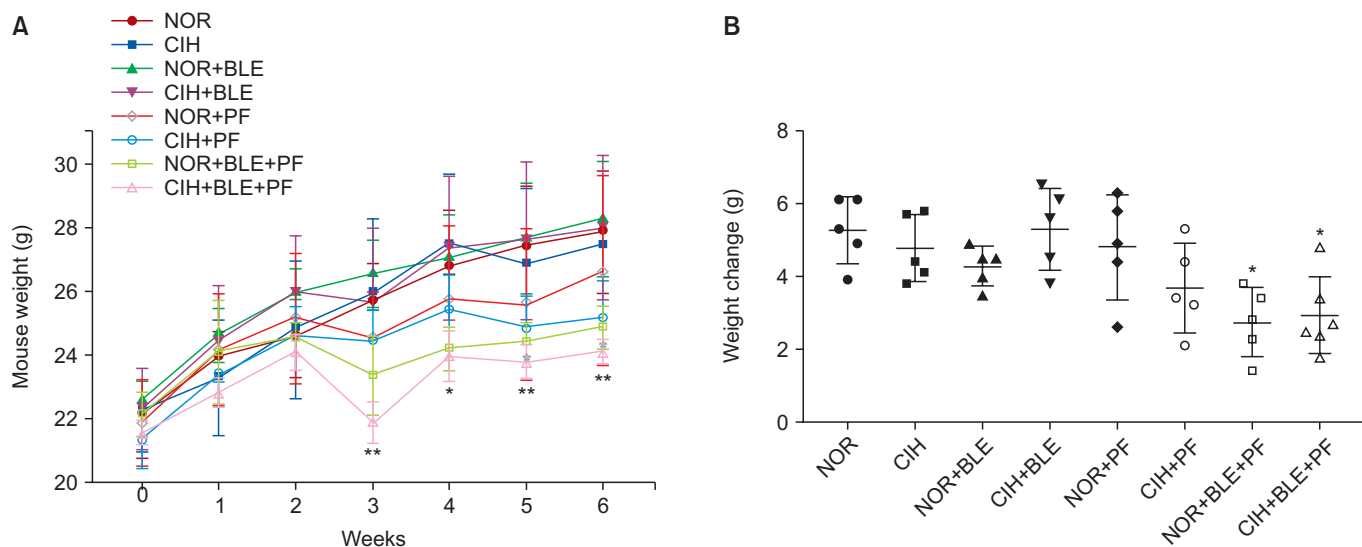 A
NOR
CIH
NOR+BLE
CIH+BLE
NOR+PF
CIH+PF
NOR+BLE+PF
CIH+BLE+PF
Mouse weight (g)
30
28
26
24
22
20
**
*
*
**
*
**
0 1 2 3 4 5 6
Weeks
B
Weight change (g)
8
6
4
2
0
*
*
NOR
CIH
NOR+BLE
CIH+BLE
NOR+PF
CIH+PF
NOR+BLE+PF
CIH+BLE+PF